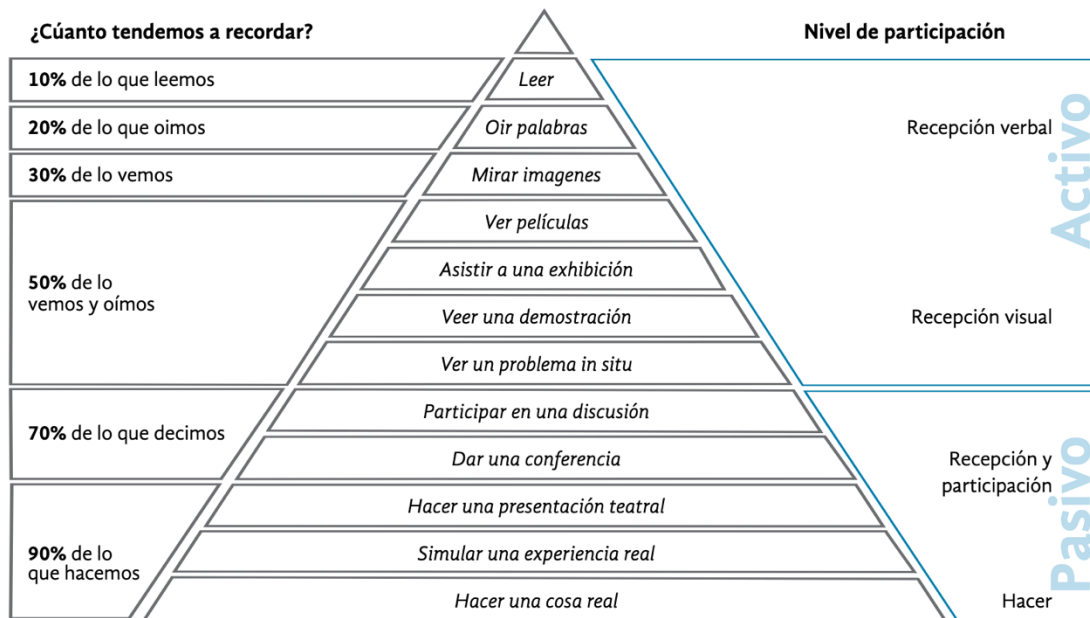 ¿Cúanto tendemos a recordar?
Nivel de participación
10% de lo que leemos
Leer
20% de lo que oimos
Oir palabras
Recepción verbal
30% de lo vemos
Mirar imagenes
Activo
Ver películas
50% de lo
vemos y oímos
Asistir a una exhibición
Veer una demostración
Recepción visual
Ver un problema in situ
70% de lo que decimos
Participar en una discusión
Dar una conferencia
Recepción y
participación
Pasivo
90% de lo
que hacemos
Hacer una presentación teatral
Simular una experiencia real
Hacer una cosa real
Hacer